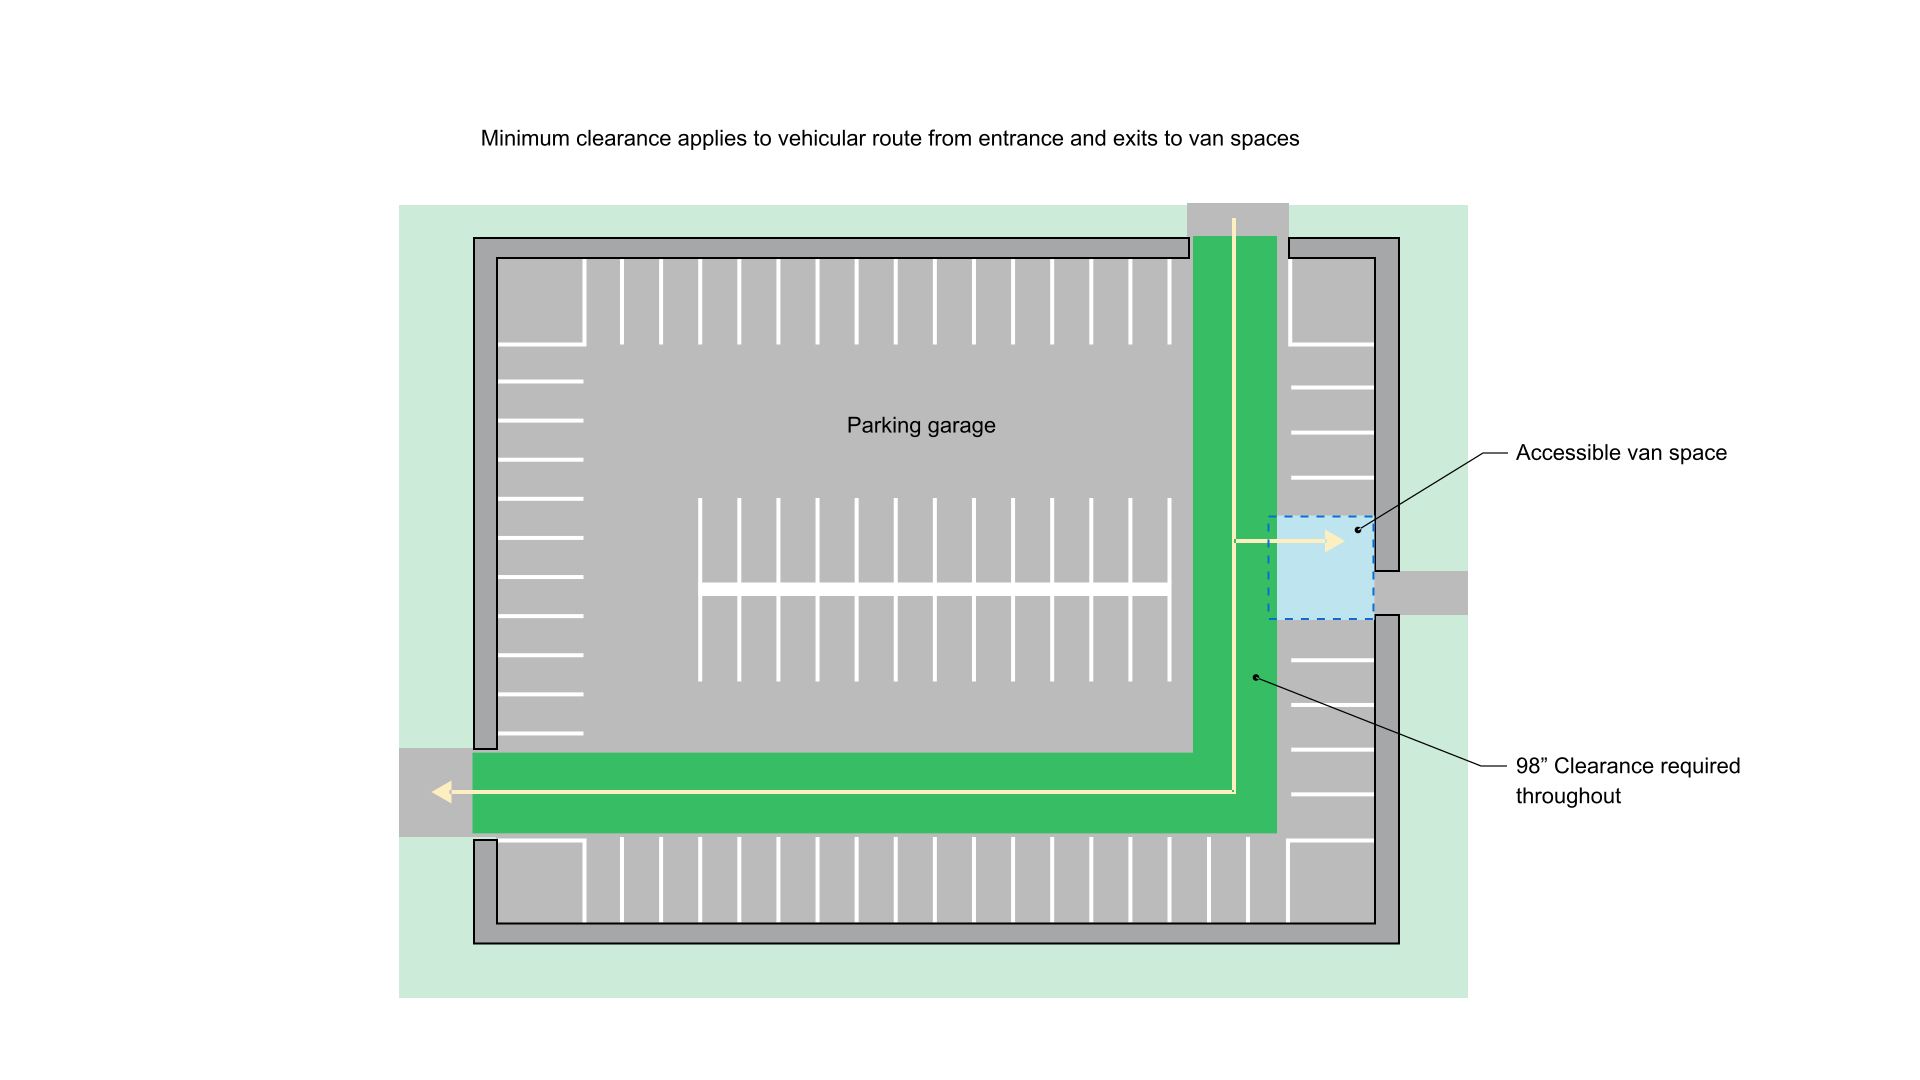 Minimum clearance applies to vehicular route from entrance and exits to van spaces
Parking garage
Accessible van space
98” Clearance required
throughout